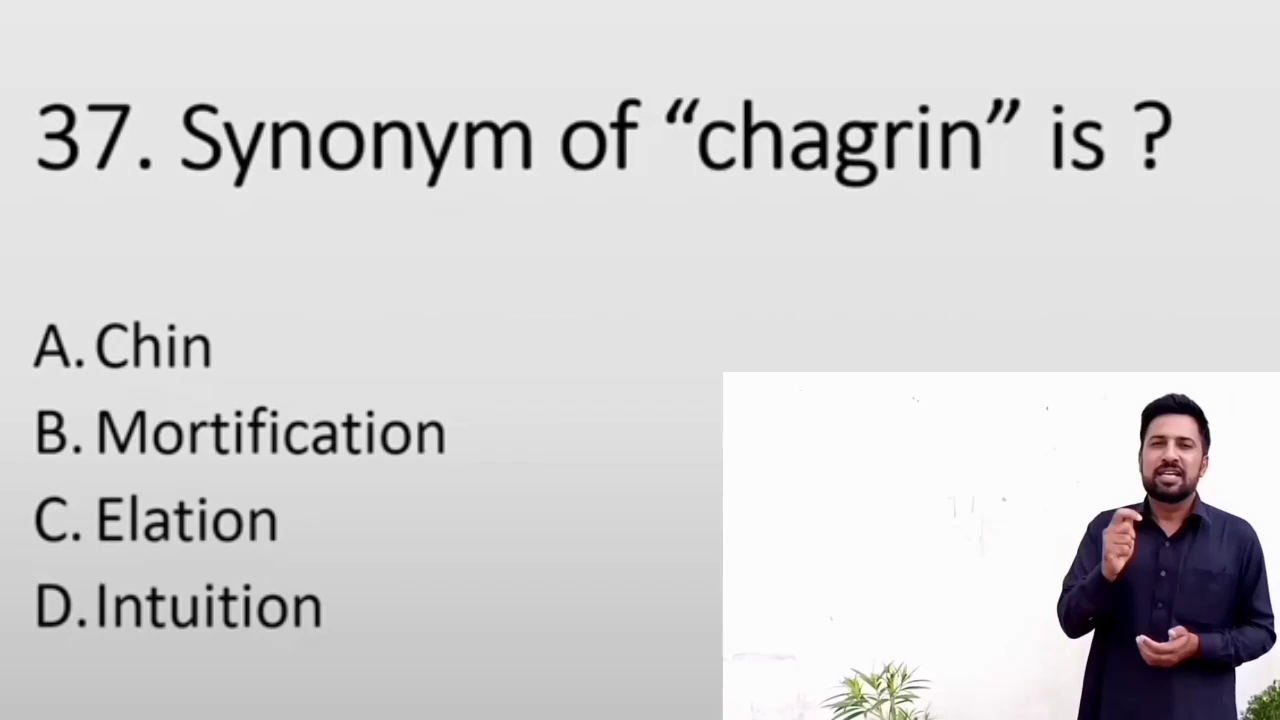 37. Synonym of “chagrin” is ?
A. Chin
B. Mortification
C. Elation
D. Intuition